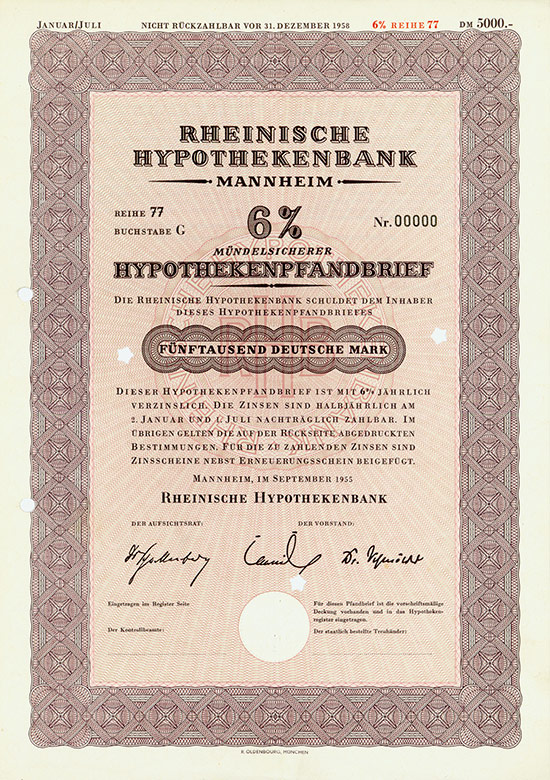 JANUAR/JULI NICHT RÜCKZAHLBAR VOR 31. DEZEMBER 1958 6% REIHE 77 DM 5000.-
RHEINISCHE
HYPOTHEKENBANK
MANNHEIM
REIHE 77 6% Nr. 00000
BUCHSTABE G
MÜNDELSICHERER
HYPOTHEKENPFANDBRIEF
DIE RHEINISCHE HYPOTHEKENBANK SCHULDET DEM INHABER
DIESES HYPOTHEKENPFANDBRIEFES
FÜNFTAUSEND DEUTSCHE MARK
DIESER HYPOTHEKENPFANDBRIEF IST MIT 6% JÄHRLICH
VERZINSLICH. DIE ZINSEN SIND HALBJÄHRLICH AM
2. JANUAR UND 1. JULI NACHTRÄGLICH ZAHLBAR. IM
ÜBRIGEN GELTEN DIE AUF DER RÜCKSEITE ABGEDRUCKTEN
BESTIMMUNGEN. FÜR DIE ZU ZAHLENDEN ZINSEN SIND
ZINSSCHEINE NEBST ERNEUERUNGSSCHEIN BEIGEFÜGT.
MANNHEIM, IM SEPTEMBER 1955
RHEINISCHE HYPOTHEKENBANK
DER AUFSICHTSRAT: DER VORSTAND:
Dr.
Eingetragen im Register Seite
Der Kontrollbeamte:
Für diesen Pfandbrief ist die vorschriftsmäßige
Deckung vorhanden und in das Hypotheken-
register eingetragen.
Der staatlich bestellte Treuhänder:
R. OLDENBOURG, MÜNCHEN